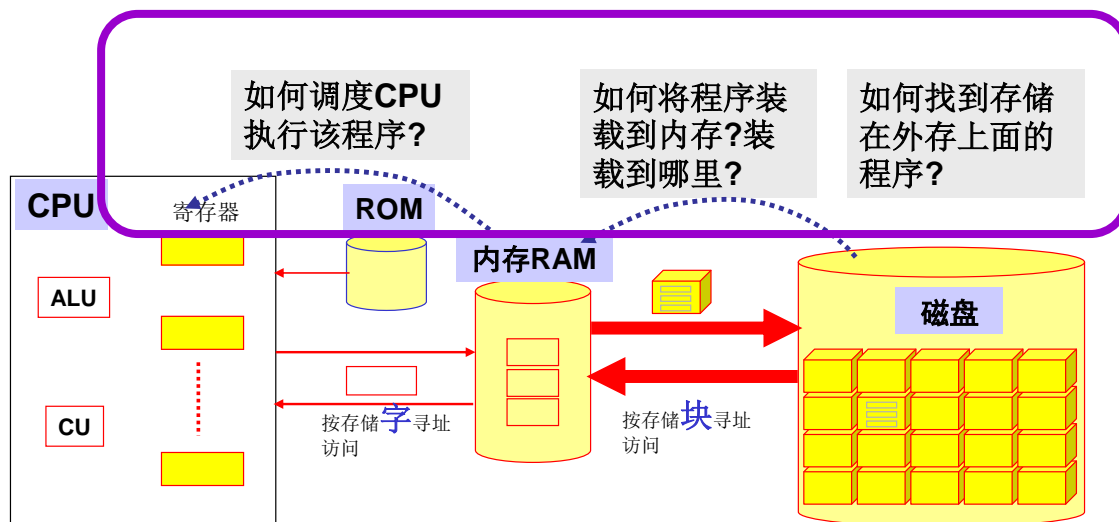 如何调度CPU
执行该程序?
如何将程序装
载到内存?装
载到哪里?
如何找到存储
在外存上面的
程序?
CPU
寄存器
ROM
内存RAM
磁盘
ALU
CU
按存储字寻址
访问
按存储块寻址
访问